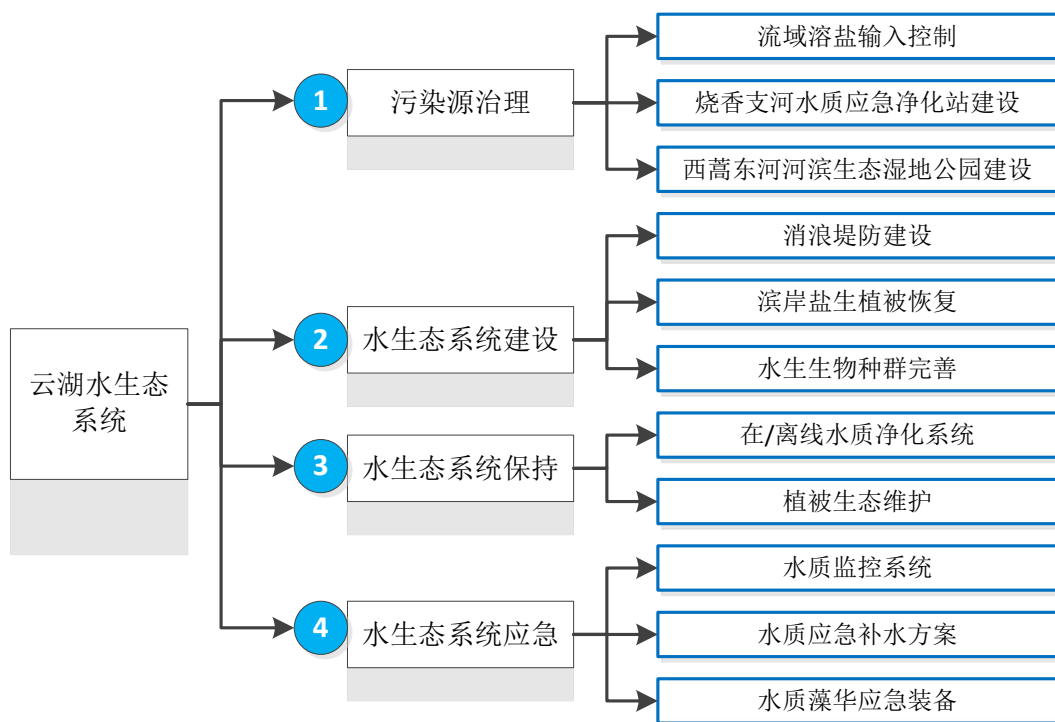 云湖水生态
系统
1
污染源治理
流域溶盐输入控制
烧香支河水质应急净化站建设
西蒿东河河滨生态湿地公园建设
2
水生态系统建设
消浪堤防建设
滨岸盐生植被恢复
水生生物种群完善
3
水生态系统保持
在/离线水质净化系统
植被生态维护
4
水生态系统应急
水质监控系统
水质应急补水方案
水质藻华应急装备